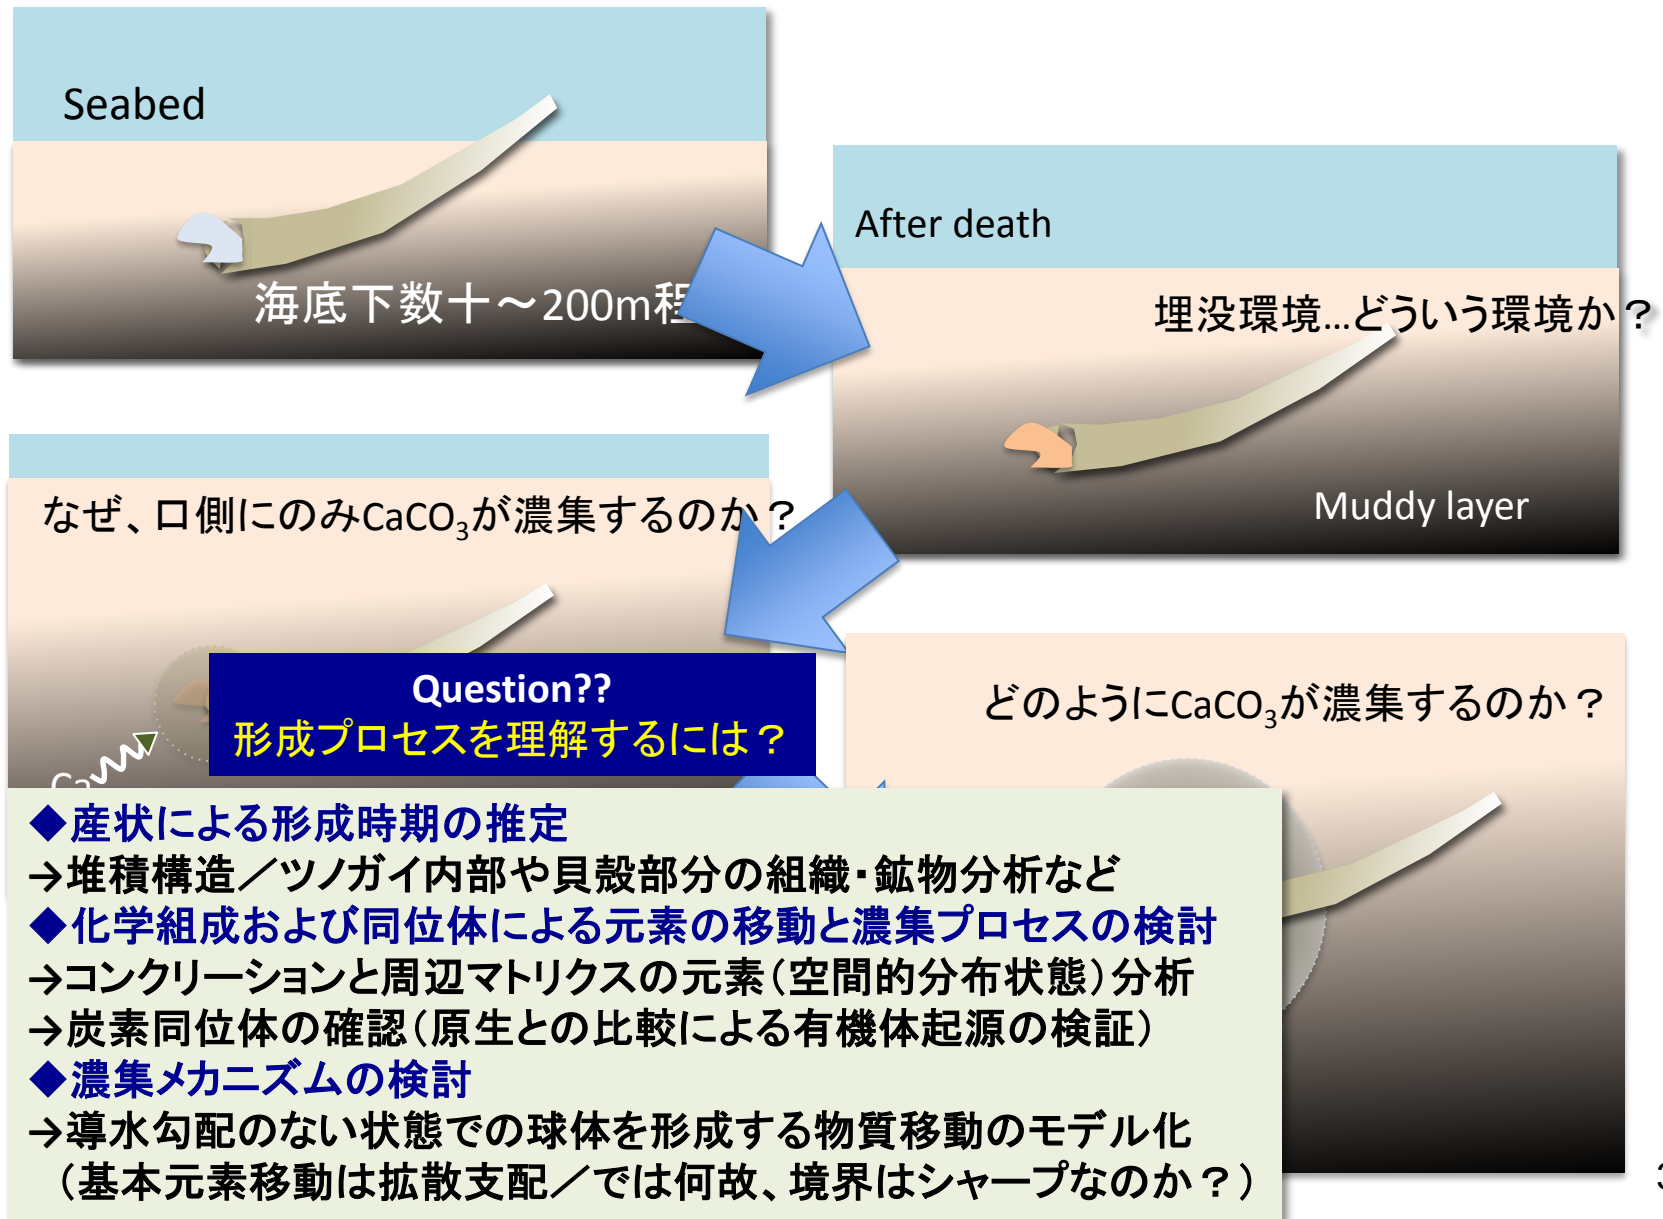 Seabed
海底下数十～200m程
After death
埋没環境…どういう環境か？
Muddy layer
なぜ、口側にのみCaCO₃が濃集するのか？
Ca
どのようにCaCO₃が濃集するのか？
Question??
形成プロセスを理解するには？
◆産状による形成時期の推定
→堆積構造／ツノガイ内部や貝殻部分の組織・鉱物分析など
◆化学組成および同位体による元素の移動と濃集プロセスの検討
→コンクリーションと周辺マトリクスの元素（空間的分布状態）分析
→炭素同位体の確認（原生との比較による有機体起源の検証）
◆濃集メカニズムの検討
→導水勾配のない状態での球体を形成する物質移動のモデル化
（基本元素移動は拡散支配／では何故、境界はシャープなのか？）